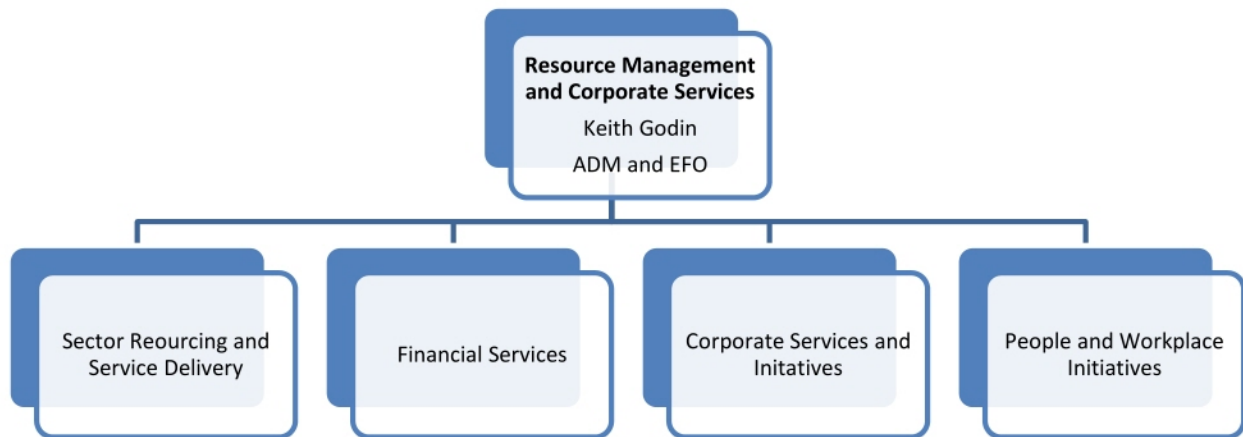 Resource Management
and Corporate Services
Keith Godin
ADM and EFO
Sector Reourcing and
Service Delivery
Financial Services
Corporate Services and
Initatives
People and Workplace
Initiatives